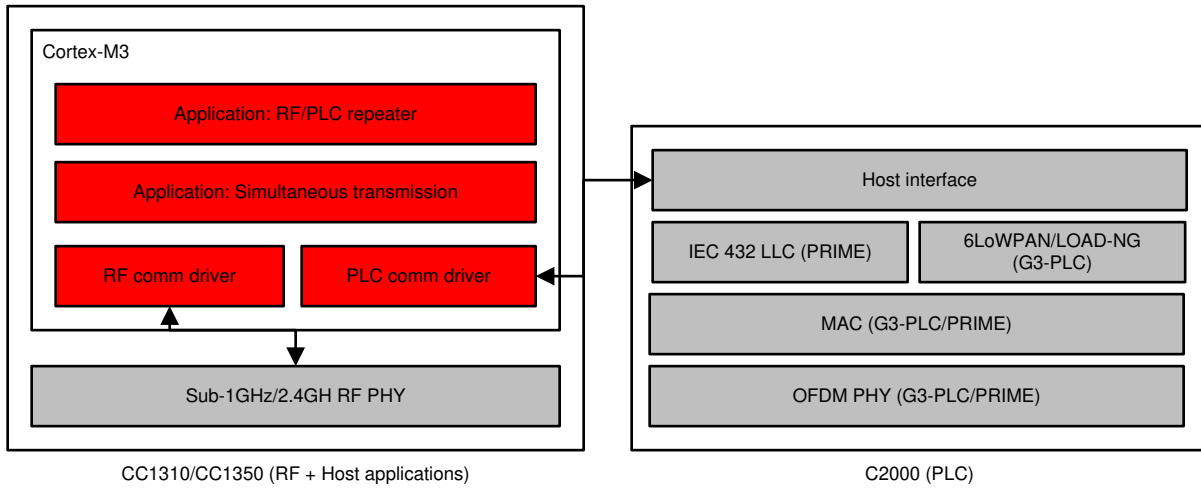 Cortex-M3
Application: RF/PLC repeater
Application: Simultaneous transmission
RF comm driver
PLC comm driver
Sub-1GHz/2.4GH RF PHY
CC1310/CC1350 (RF + Host applications)
Host interface
IEC 432 LLC (PRIME)
6LoWPAN/LOAD-NG
(G3-PLC)
MAC (G3-PLC/PRIME)
OFDM PHY (G3-PLC/PRIME)
C2000 (PLC)